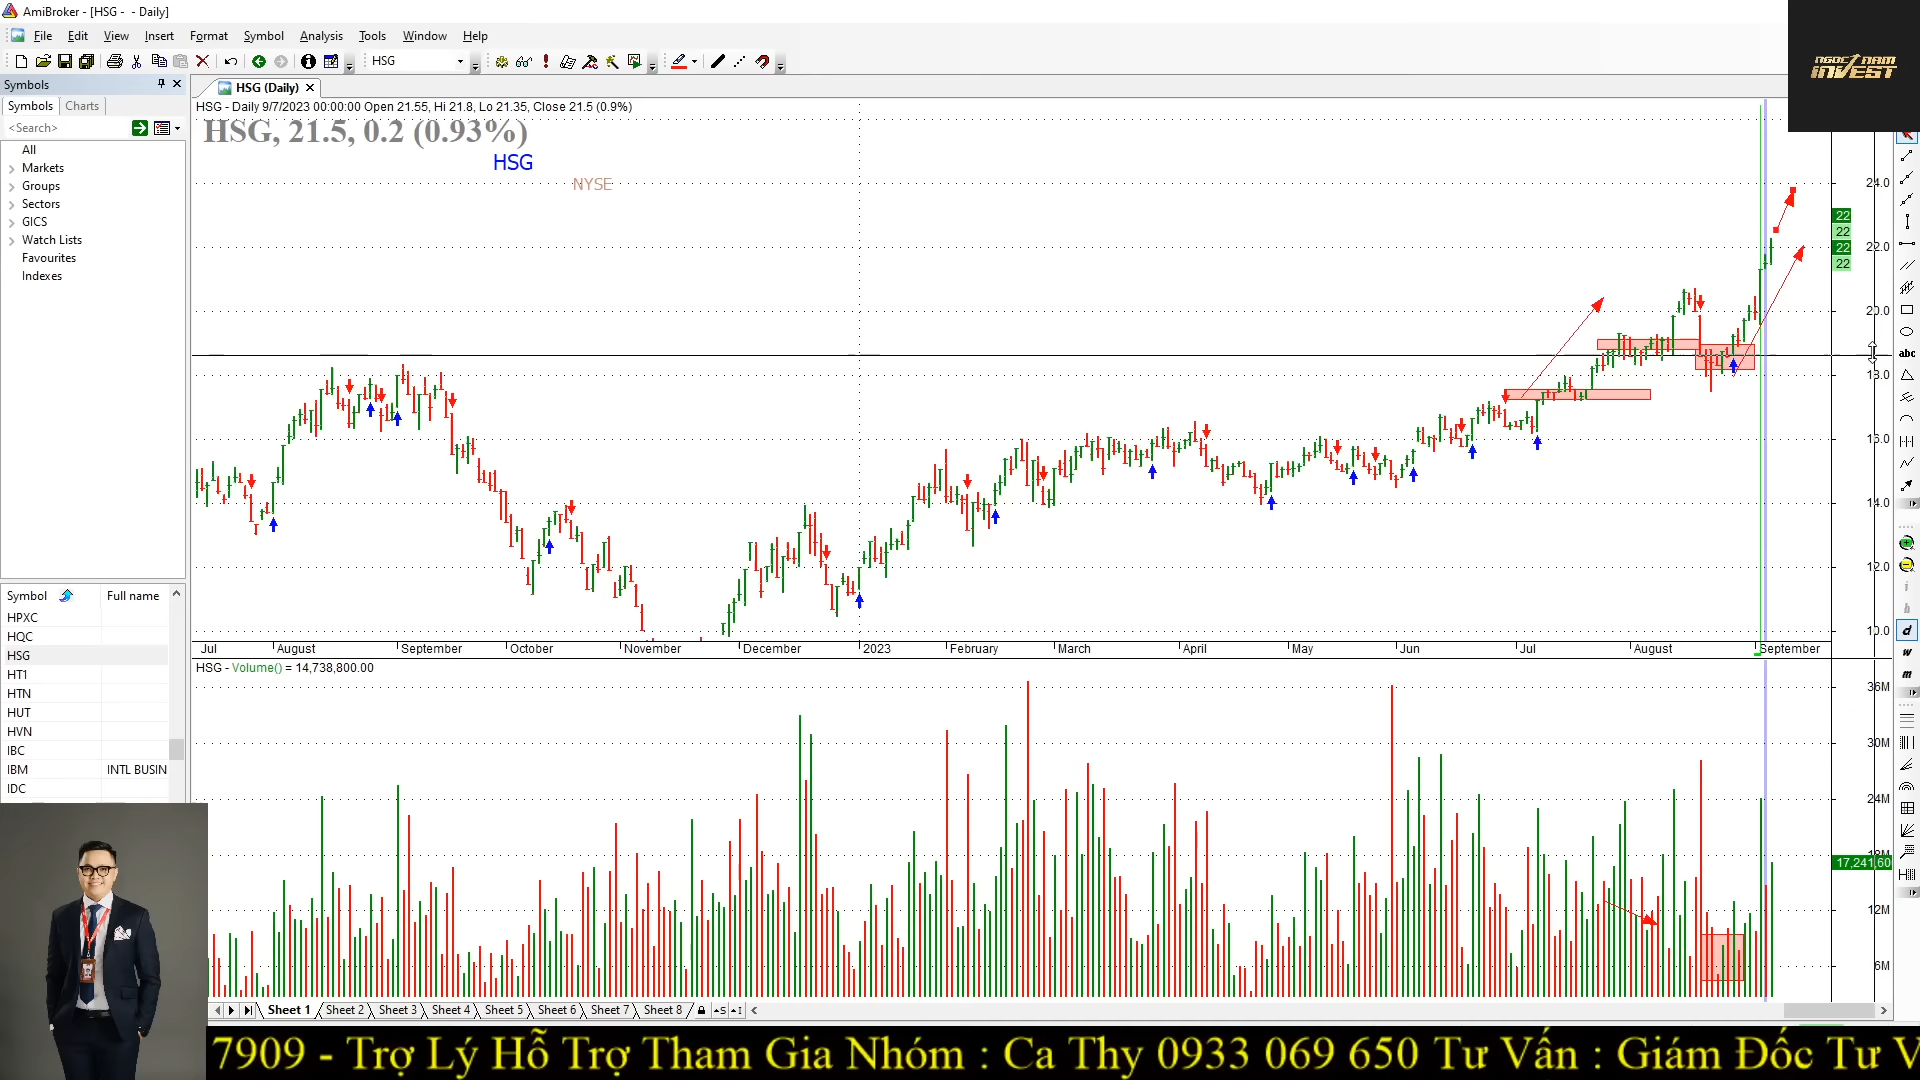 AmiBroker - [HSG - - Daily]
File Edit View Insert Format Symbol Analysis Tools Window Help
HSG
NGOC NAM
INVEST
Symbols
Symbols Charts
<Search>
All
Markets
Groups
Sectors
GICS
Watch Lists
Favourites
Indexes
Symbol Full name
HPXC
HQC
HSG
HT1
HTN
HUT
HVN
IBC
IBM INTL BUSIN
IDC
HSG (Daily)
HSG - Daily 9/7/2023 00:00:00 Open 21.55, Hi 21.8, Lo 21.35, Close 21.5 (0.9%)
HSG, 21.5, 0.2 (0.93%)
HSG
NYSE
24.0
22
22
22
22
22.0
20.0
14.0
12.0
10.0
Jul August September October November December 2023 February March April May Jun Jul August September
HSG - Volume() = 14,738,800.00
36M
30M
24M
18M
17,241,60
12M
6M
abc
i
h
d
w
m
Sheet 1 Sheet 2 Sheet 3 Sheet 4 Sheet 5 Sheet 6 Sheet 7 Sheet 8
7909 - Trợ Lý Hỗ Trợ Tham Gia Nhóm : Ca Thy 0933 069 650 Tư Vấn : Giám Đốc Tư V